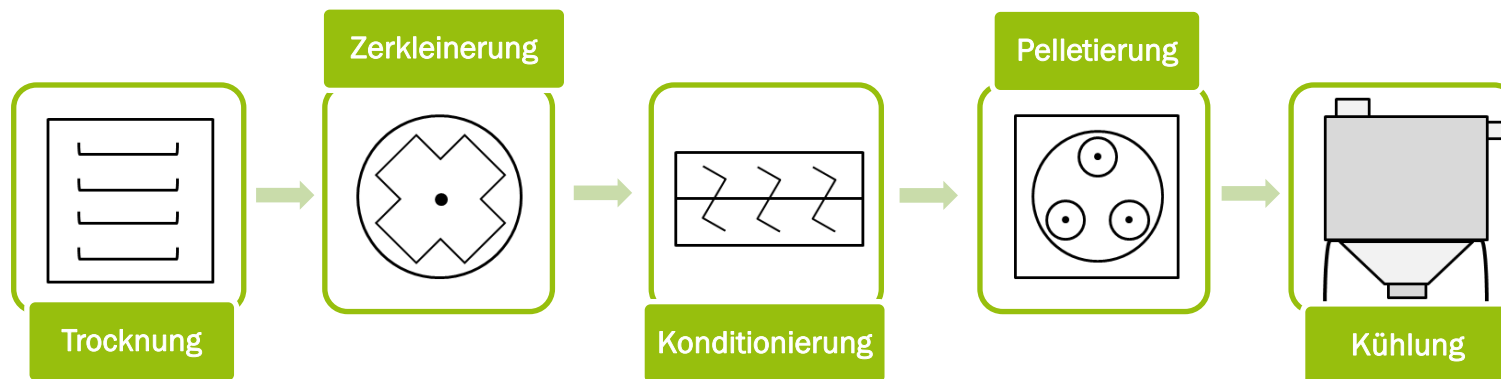 Trocknung
Zerkleinerung
Konditionierung
Pelletierung
Kühlung